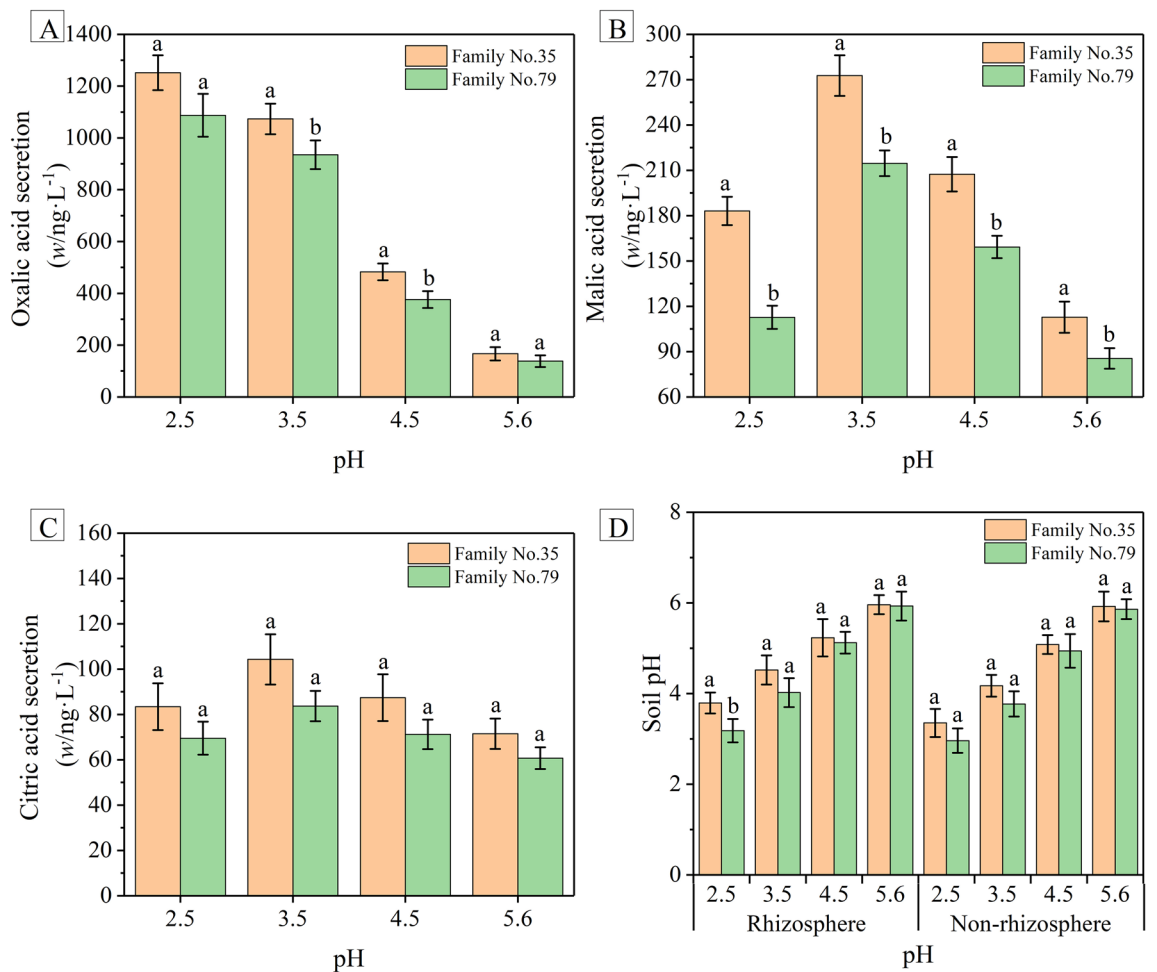 A
Oxalic acid secretion
(w/ng·L⁻¹)
1400
1200
1000
800
600
400
200
0
Family No.35
Family No.79
a
a
a
b
a
b
a
a
2.5
3.5
4.5
5.6
pH
B
Malic acid secretion
(w/ng·L⁻¹)
300
270
240
210
180
150
120
90
60
Family No.35
Family No.79
a
b
a
b
a
b
a
b
2.5
3.5
4.5
5.6
pH
C
Citric acid secretion
(w/ng·L⁻¹)
160
140
120
100
80
60
40
20
0
Family No.35
Family No.79
a
a
a
a
a
a
a
a
2.5
3.5
4.5
5.6
pH
D
Soil pH
8
6
4
2
0
Family No.35
Family No.79
a
b
a
a
a
a
a
a
a
a
a
a
a
a
a
a
2.5
3.5
4.5
5.6
2.5
3.5
4.5
5.6
Rhizosphere
Non-rhizosphere
pH